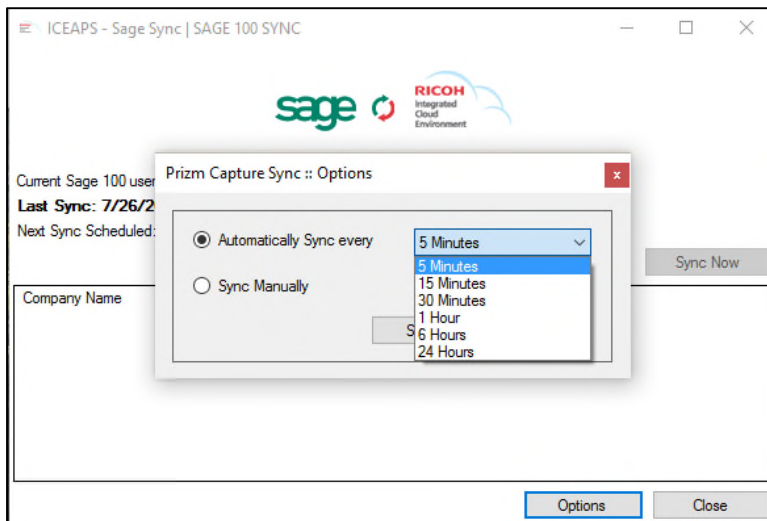 ICEAPS - Sage Sync | SAGE 100 SYNC
sage
RICOH
Integrated
Cloud
Environment
Current Sage 100 user
Last Sync: 7/26/2
Next Sync Scheduled:
Sync Now
Company Name
Prizm Capture Sync :: Options
x
Automatically Sync every
5 Minutes
Sync Manually
5 Minutes
15 Minutes
30 Minutes
1 Hour
6 Hours
24 Hours
S
Options
Close